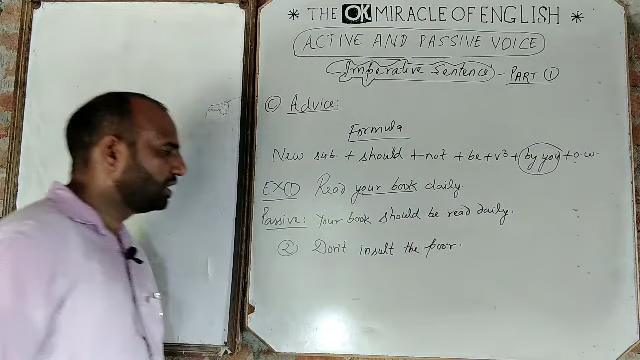 * THE OK MIRACLE OF ENGLISH *
ACTIVE AND PASSIVE VOICE
Imperative Sentence - PART ①
© Advice:
Formula
New sub. + should + not + be + v³ + by you + o.w.
EX① Read your book daily.
Passive: Your book should be read daily.
② Don't insult the poor.